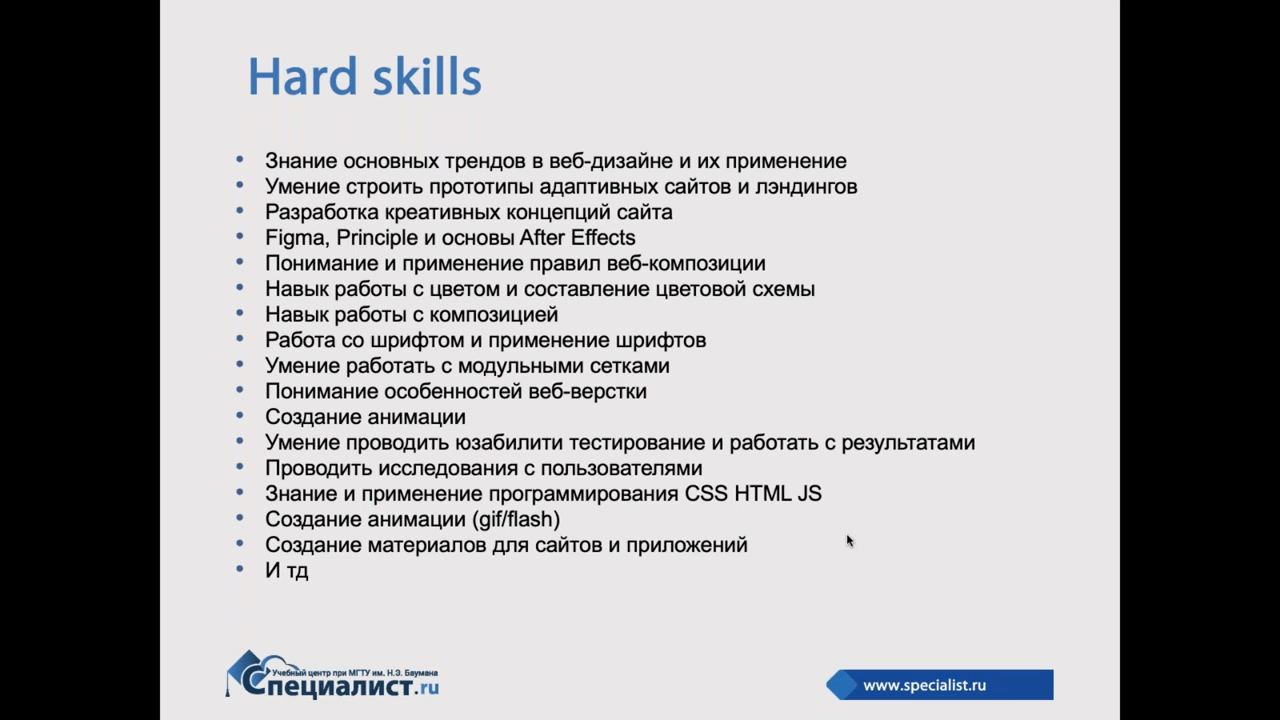 Hard skills
• Знание основных трендов в веб-дизайне и их применение
• Умение строить прототипы адаптивных сайтов и лэндингов
• Разработка креативных концепций сайта
• Figma, Principle и основы After Effects
• Понимание и применение правил веб-композиции
• Навык работы с цветом и составление цветовой схемы
• Навык работы с композицией
• Работа со шрифтом и применение шрифтов
• Умение работать с модульными сетками
• Понимание особенностей веб-верстки
• Создание анимации
• Умение проводить юзабилити тестирование и работать с результатами
• Проводить исследования с пользователями
• Знание и применение программирования CSS HTML JS
• Создание анимации (gif/flash)
• Создание материалов для сайтов и приложений
• И тд
Учебный центр при МГТУ им. Н.Э. Баумана
Специалист.ru
www.specialist.ru